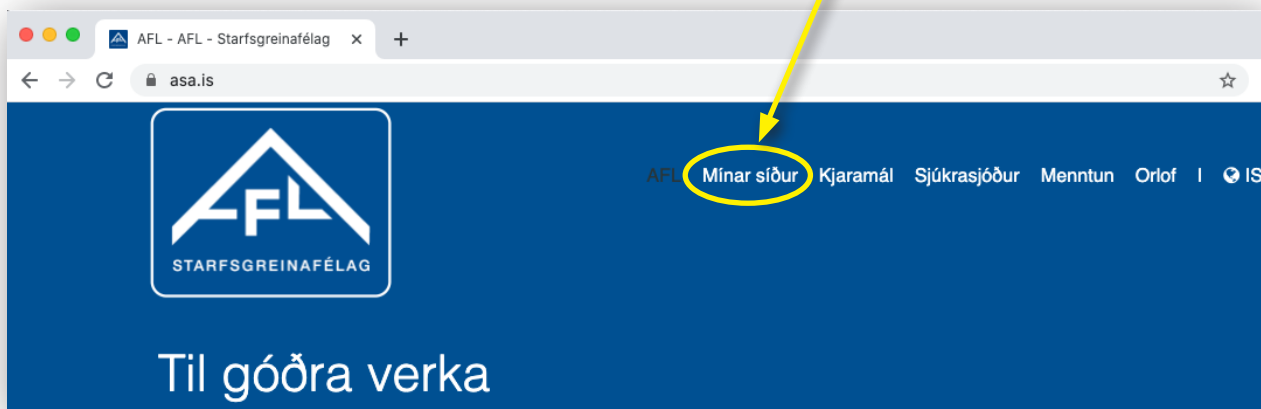 AFL - AFL - Starfsgreinafélag
asa.is
AFL
STARFSGREINAFÉLAG
AFL Mínar síður Kjaramál Sjúkrasjóður Menntun Orlof I IS
Til góðra verka